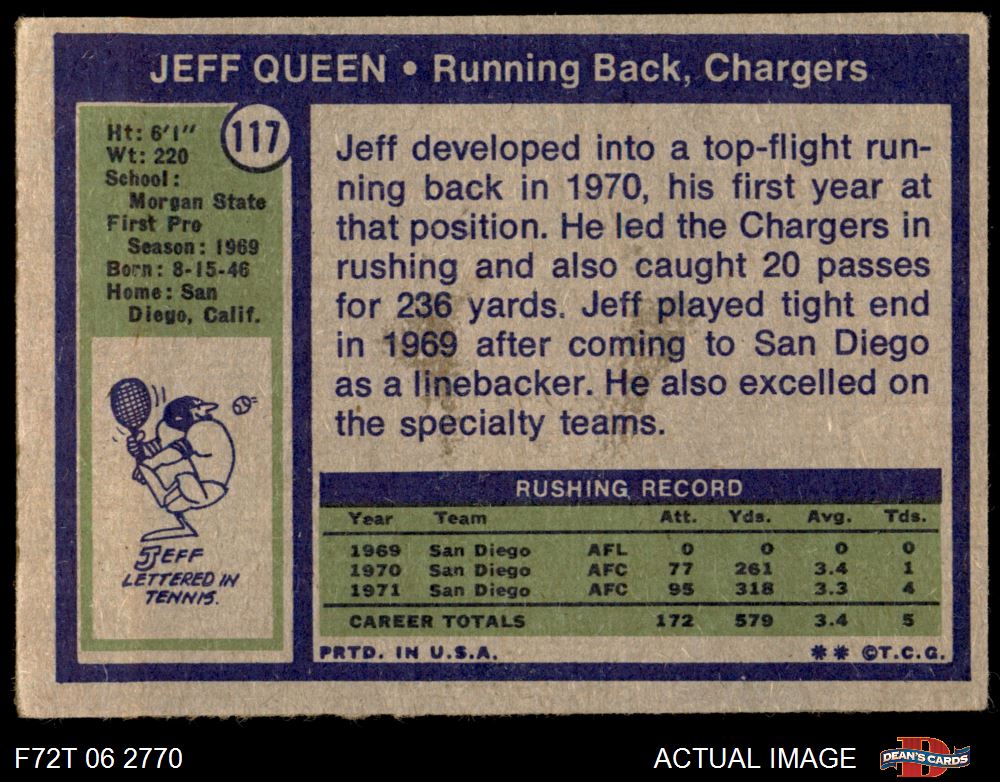 JEFF QUEEN • Running Back, Chargers
117
Ht: 6'1"
Wt: 220
School:
Morgan State
First Pro
Season: 1969
Born: 8-15-46
Home: San
Diego, Calif.
JEFF
LETTERED IN
TENNIS.
Jeff developed into a top-flight run-
ning back in 1970, his first year at
that position. He led the Chargers in
rushing and also caught 20 passes
for 236 yards. Jeff played tight end
in 1969 after coming to San Diego
as a linebacker. He also excelled on
the specialty teams.
RUSHING RECORD
Year Team Att. Yds. Avg. Tds.
1969 San Diego AFL 0 0 0 0
1970 San Diego AFC 77 261 3.4 1
1971 San Diego AFC 95 318 3.3 4
CAREER TOTALS 172 579 3.4 5
PRTD. IN U.S.A. ** ©T.C.G.
F72T 06 2770 ACTUAL IMAGE DEAN'S CARDS